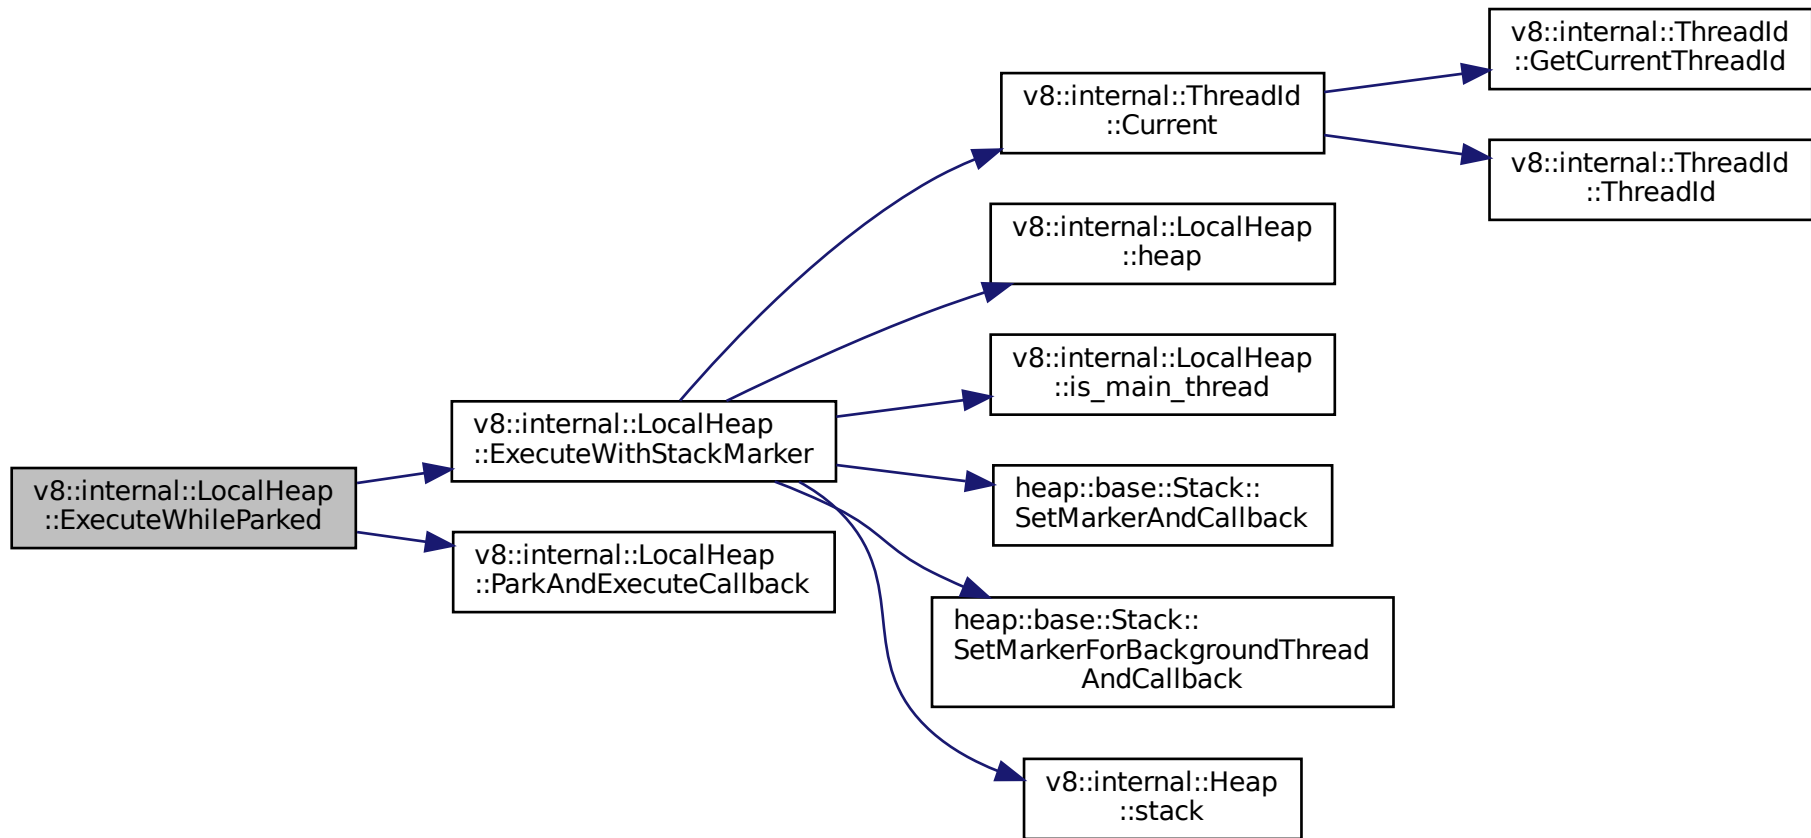 v8::internal::LocalHeap
::ExecuteWhileParked
v8::internal::LocalHeap
::ExecuteWithStackMarker
v8::internal::LocalHeap
::ParkAndExecuteCallback
v8::internal::ThreadId
::Current
v8::internal::LocalHeap
::heap
v8::internal::LocalHeap
::is_main_thread
heap::base::Stack::
SetMarkerAndCallback
heap::base::Stack::
SetMarkerForBackgroundThread
AndCallback
v8::internal::Heap
::stack
v8::internal::ThreadId
::GetCurrentThreadId
v8::internal::ThreadId
::ThreadId